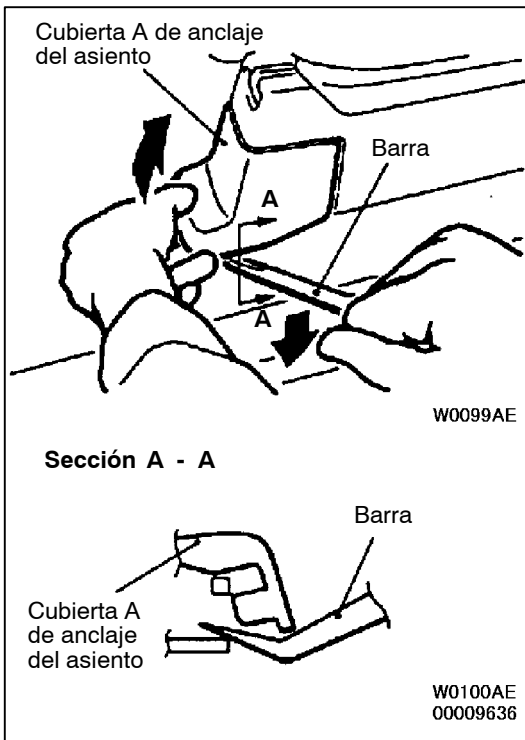 Cubierta A de anclaje
del asiento
Barra
A
A
W0099AE
Sección A - A
Barra
Cubierta A
de anclaje
del asiento
W0100AE
00009636